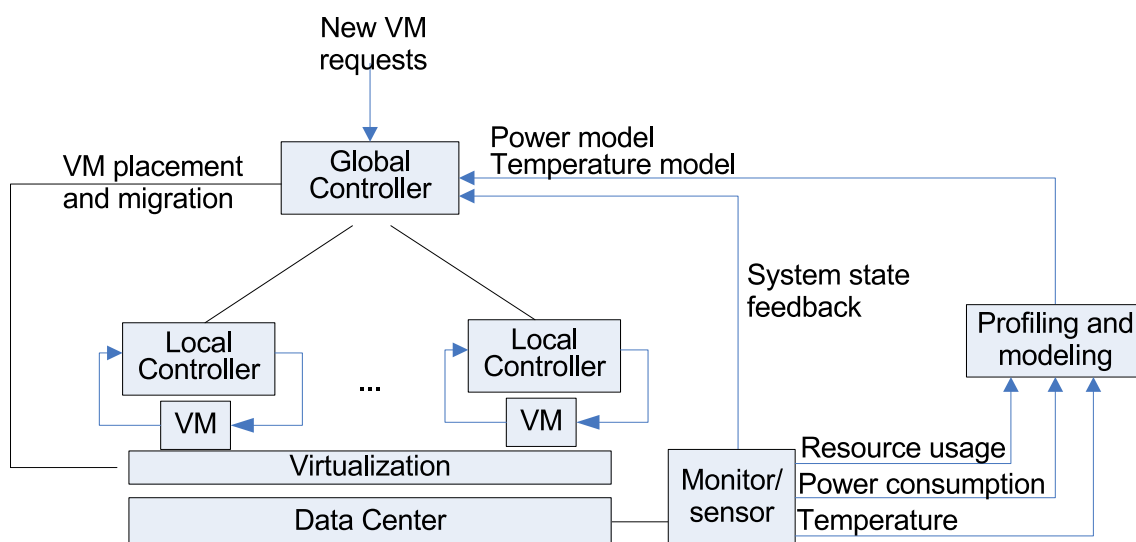 New VM
requests
Power model
Temperature model
VM placement
and migration
Global
Controller
System state
feedback
Profiling and
modeling
Local
Controller
...
Local
Controller
VM
VM
Resource usage
Virtualization
Monitor/
sensor
Power consumption
Data Center
Temperature